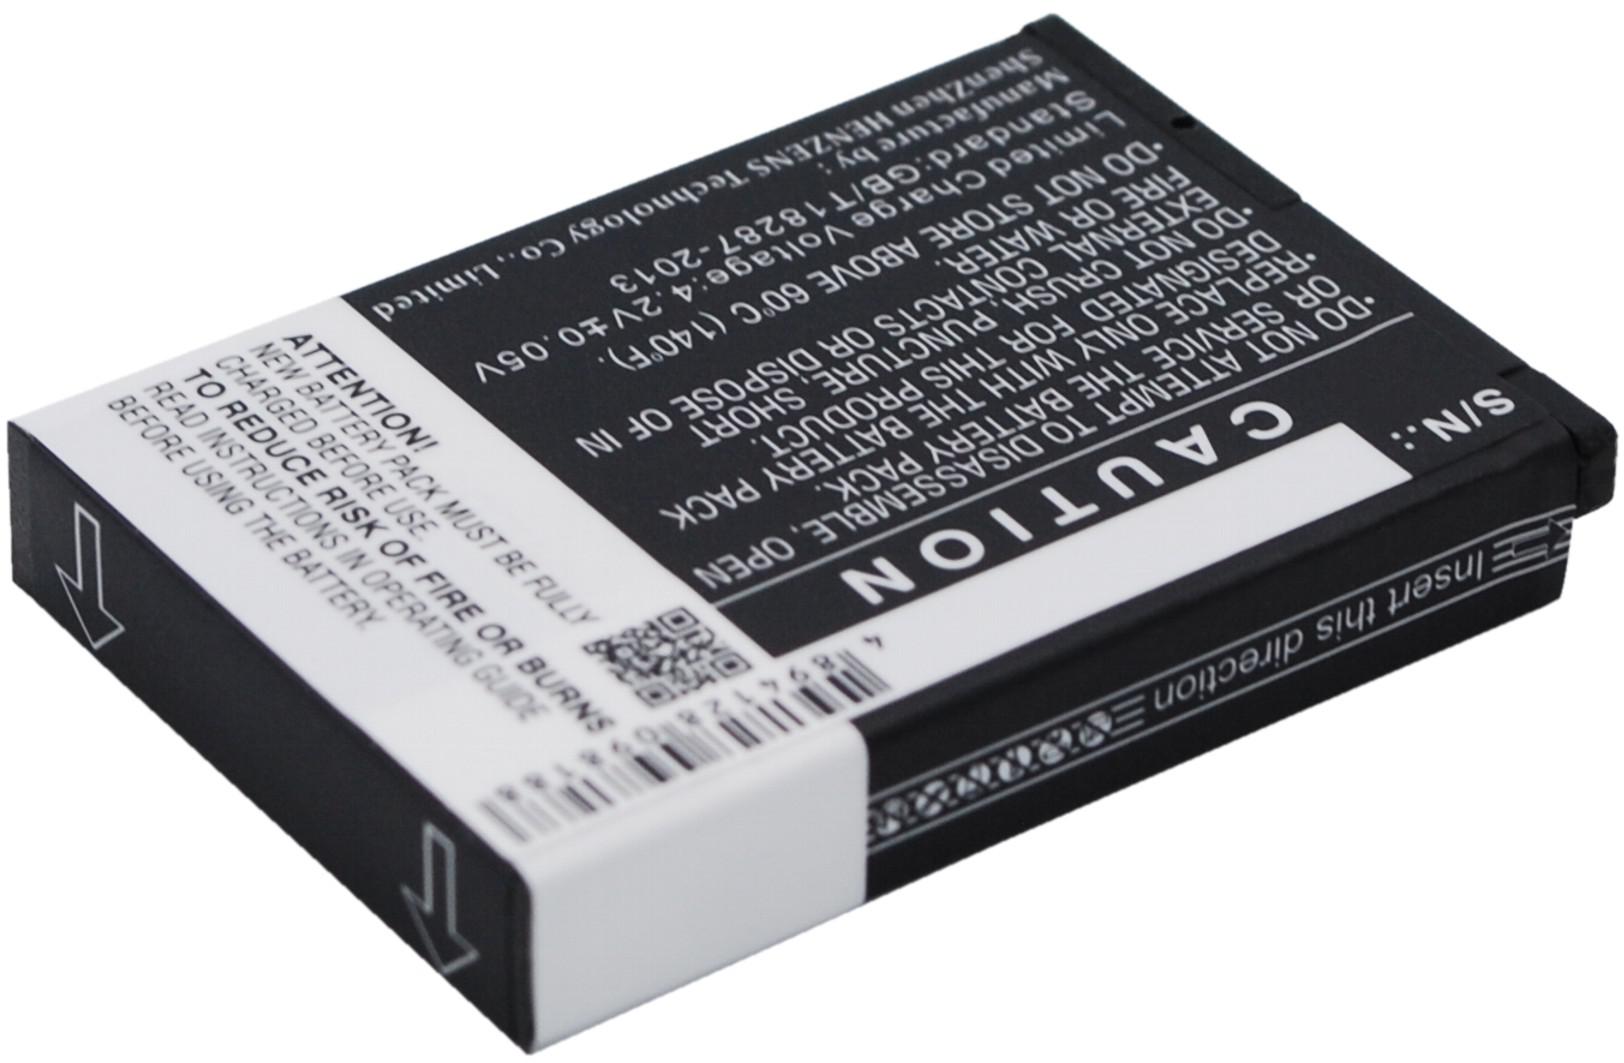 S/N.:
CAUTION
•DO NOT ATTEMPT TO DISASSEMBLE, OPEN
OR SERVICE THE BATTERY PACK.
•REPLACE ONLY WITH THE BATTERY PACK
DESIGNATED FOR THIS PRODUCT.
•DO NOT CRUSH, PUNCTURE, SHORT
EXTERNAL CONTACTS OR DISPOSE OF IN
FIRE OR WATER.
•DO NOT STORE ABOVE 60°C (140°F).
Limited Charge Voltage:4.2V±0.05V
Standard:GB/T18287-2013
Manufacture by:
ShenZhen HENZENS Technology Co., Limited
ATTENTION!
NEW BATTERY PACK MUST BE FULLY
CHARGED BEFORE USE.
TO REDUCE RISK OF FIRE OR BURNS
READ INSTRUCTIONS IN OPERATING GUIDE
BEFORE USING THE BATTERY.
4 894128 098188
Insert this direction